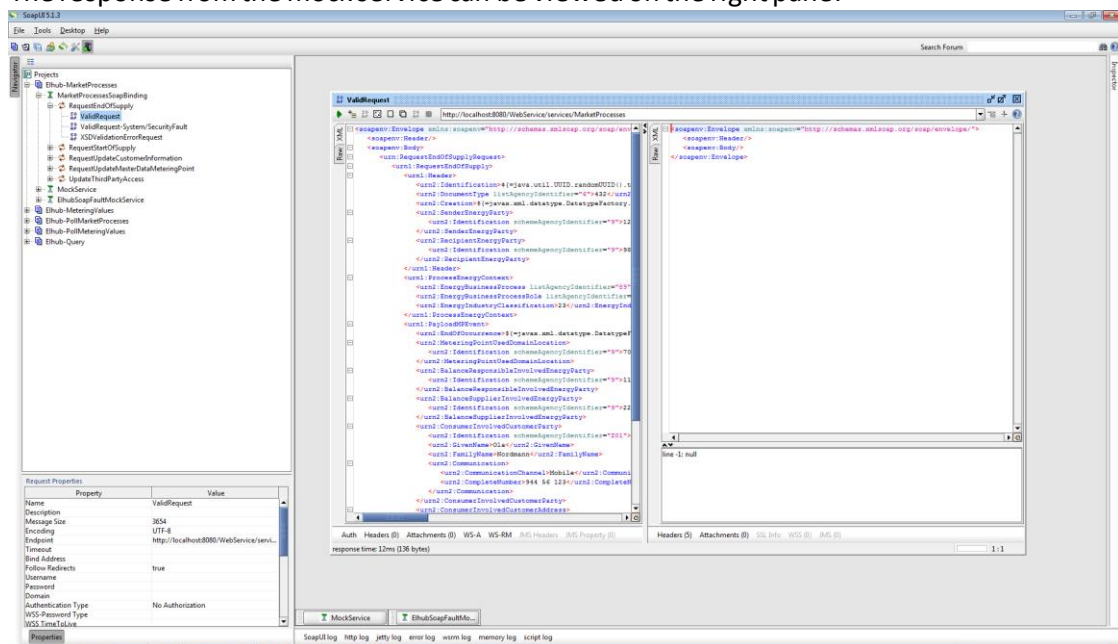 The response from the MockService can be viewed on the right panel
SoapUI 5.1.3
File Tools Desktop Help
Search Forum
Navigator
Inspector
Projects
Elhub-MarketProcesses
MarketProcessesSoapBinding
RequestEndOfSupply
ValidRequest
ValidRequest-System/SecurityFault
XSDValidationErrorRequest
RequestStartOfSupply
RequestUpdateCustomerInformation
RequestUpdateMasterDataMeteringPoint
UpdateThirdPartyAccess
MockService
ElhubSoapFaultMockService
Elhub-MeteringValues
Elhub-PollMarketProcesses
Elhub-PollMeteringValues
Elhub-Query
ValidRequest
http://localhost:8080/WebService/services/MarketProcesses
XML
Raw
<soapenv:Envelope xmlns:soapenv="http://schemas.xmlsoap.org/soap/env
<soapenv:Header/>
<soapenv:Body>
<urn:RequestEndOfSupplyRequest>
<urn1:RequestEndOfSupply>
<urn1:Header>
<urn2:Identification>${=java.util.UUID.randomUUID().t
<urn2:DocumentType listAgencyIdentifier="6">432</urn2
<urn2:Creation>${=javax.xml.datatype.DatatypeFactory.
<urn2:SenderEnergyParty>
<urn2:Identification schemeAgencyIdentifier="9">12
</urn2:SenderEnergyParty>
<urn2:RecipientEnergyParty>
<urn2:Identification schemeAgencyIdentifier="9">98
</urn2:RecipientEnergyParty>
</urn1:Header>
<urn1:ProcessEnergyContext>
<urn2:EnergyBusinessProcess listAgencyIdentifier="89"
<urn2:EnergyBusinessProcessRole listAgencyIdentifier=
<urn2:EnergyIndustryClassification>23</urn2:EnergyInd
</urn1:ProcessEnergyContext>
<urn1:PayloadMPEvent>
<urn2:EndOfOccurrence>${=javax.xml.datatype.DatatypeF
<urn2:MeteringPointUsedDomainLocation>
<urn2:Identification schemeAgencyIdentifier="9">70
</urn2:MeteringPointUsedDomainLocation>
<urn2:BalanceResponsibleInvolvedEnergyParty>
<urn2:Identification schemeAgencyIdentifier="9">11
</urn2:BalanceResponsibleInvolvedEnergyParty>
<urn2:BalanceSupplierInvolvedEnergyParty>
<urn2:Identification schemeAgencyIdentifier="9">22
</urn2:BalanceSupplierInvolvedEnergyParty>
<urn2:ConsumerInvolvedCustomerParty>
<urn2:Identification schemeAgencyIdentifier="Z01">
<urn2:GivenName>Ola</urn2:GivenName>
<urn2:FamilyName>Nordmann</urn2:FamilyName>
<urn2:Communication>
<urn2:CommunicationChannel>Mobile</urn2:Communi
<urn2:CompleteNumber>944 56 123</urn2:CompleteN
</urn2:Communication>
</urn2:ConsumerInvolvedCustomerParty>
<urn2:ConsumerInvolvedCustomerAddress>
XML
Raw
<soapenv:Envelope xmlns:soapenv="http://schemas.xmlsoap.org/soap/envelope/">
<soapenv:Header/>
<soapenv:Body/>
</soapenv:Envelope>
line -1: null
Auth Headers (0) Attachments (0) WS-A WS-RM JMS Headers JMS Property (0)
Headers (5) Attachments (0) SSL Info WSS (0) JMS (0)
response time: 12ms (136 bytes)
1 : 1
Request Properties
Property Value
Name ValidRequest
Description
Message Size 3654
Encoding UTF-8
Endpoint http://localhost:8080/WebService/servi...
Timeout
Bind Address
Follow Redirects true
Username
Password
Domain
Authentication Type No Authorization
WSS-Password Type
WSS TimeToLive
Properties
MockService
ElhubSoapFaultMo...
SoapUI log http log jetty log error log wsrm log memory log script log